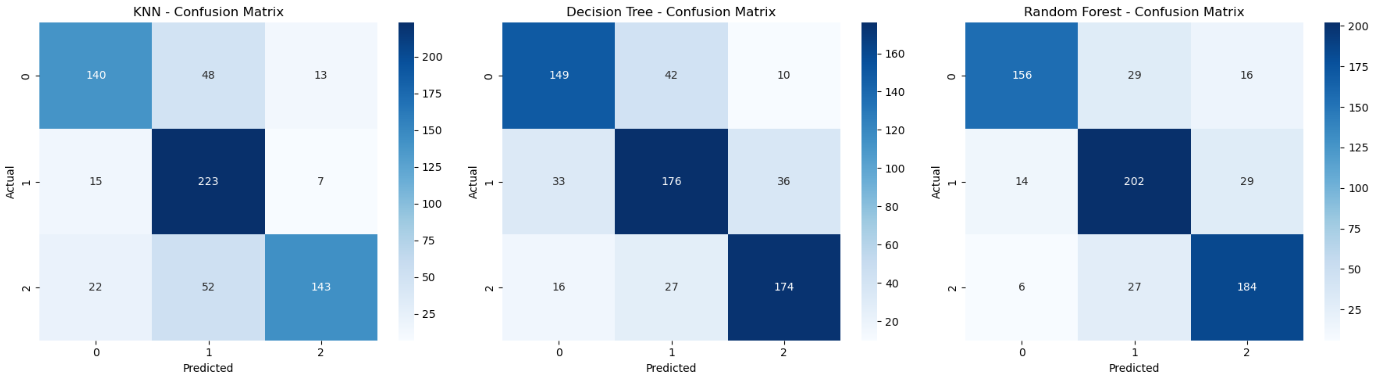 KNN - Confusion Matrix
Actual
0
1
2
140 48 13
15 223 7
22 52 143
0 1 2
Predicted
200
175
150
125
100
75
50
25
Decision Tree - Confusion Matrix
Actual
0
1
2
149 42 10
33 176 36
16 27 174
0 1 2
Predicted
160
140
120
100
80
60
40
20
Random Forest - Confusion Matrix
Actual
0
1
2
156 29 16
14 202 29
6 27 184
0 1 2
Predicted
200
175
150
125
100
75
50
25